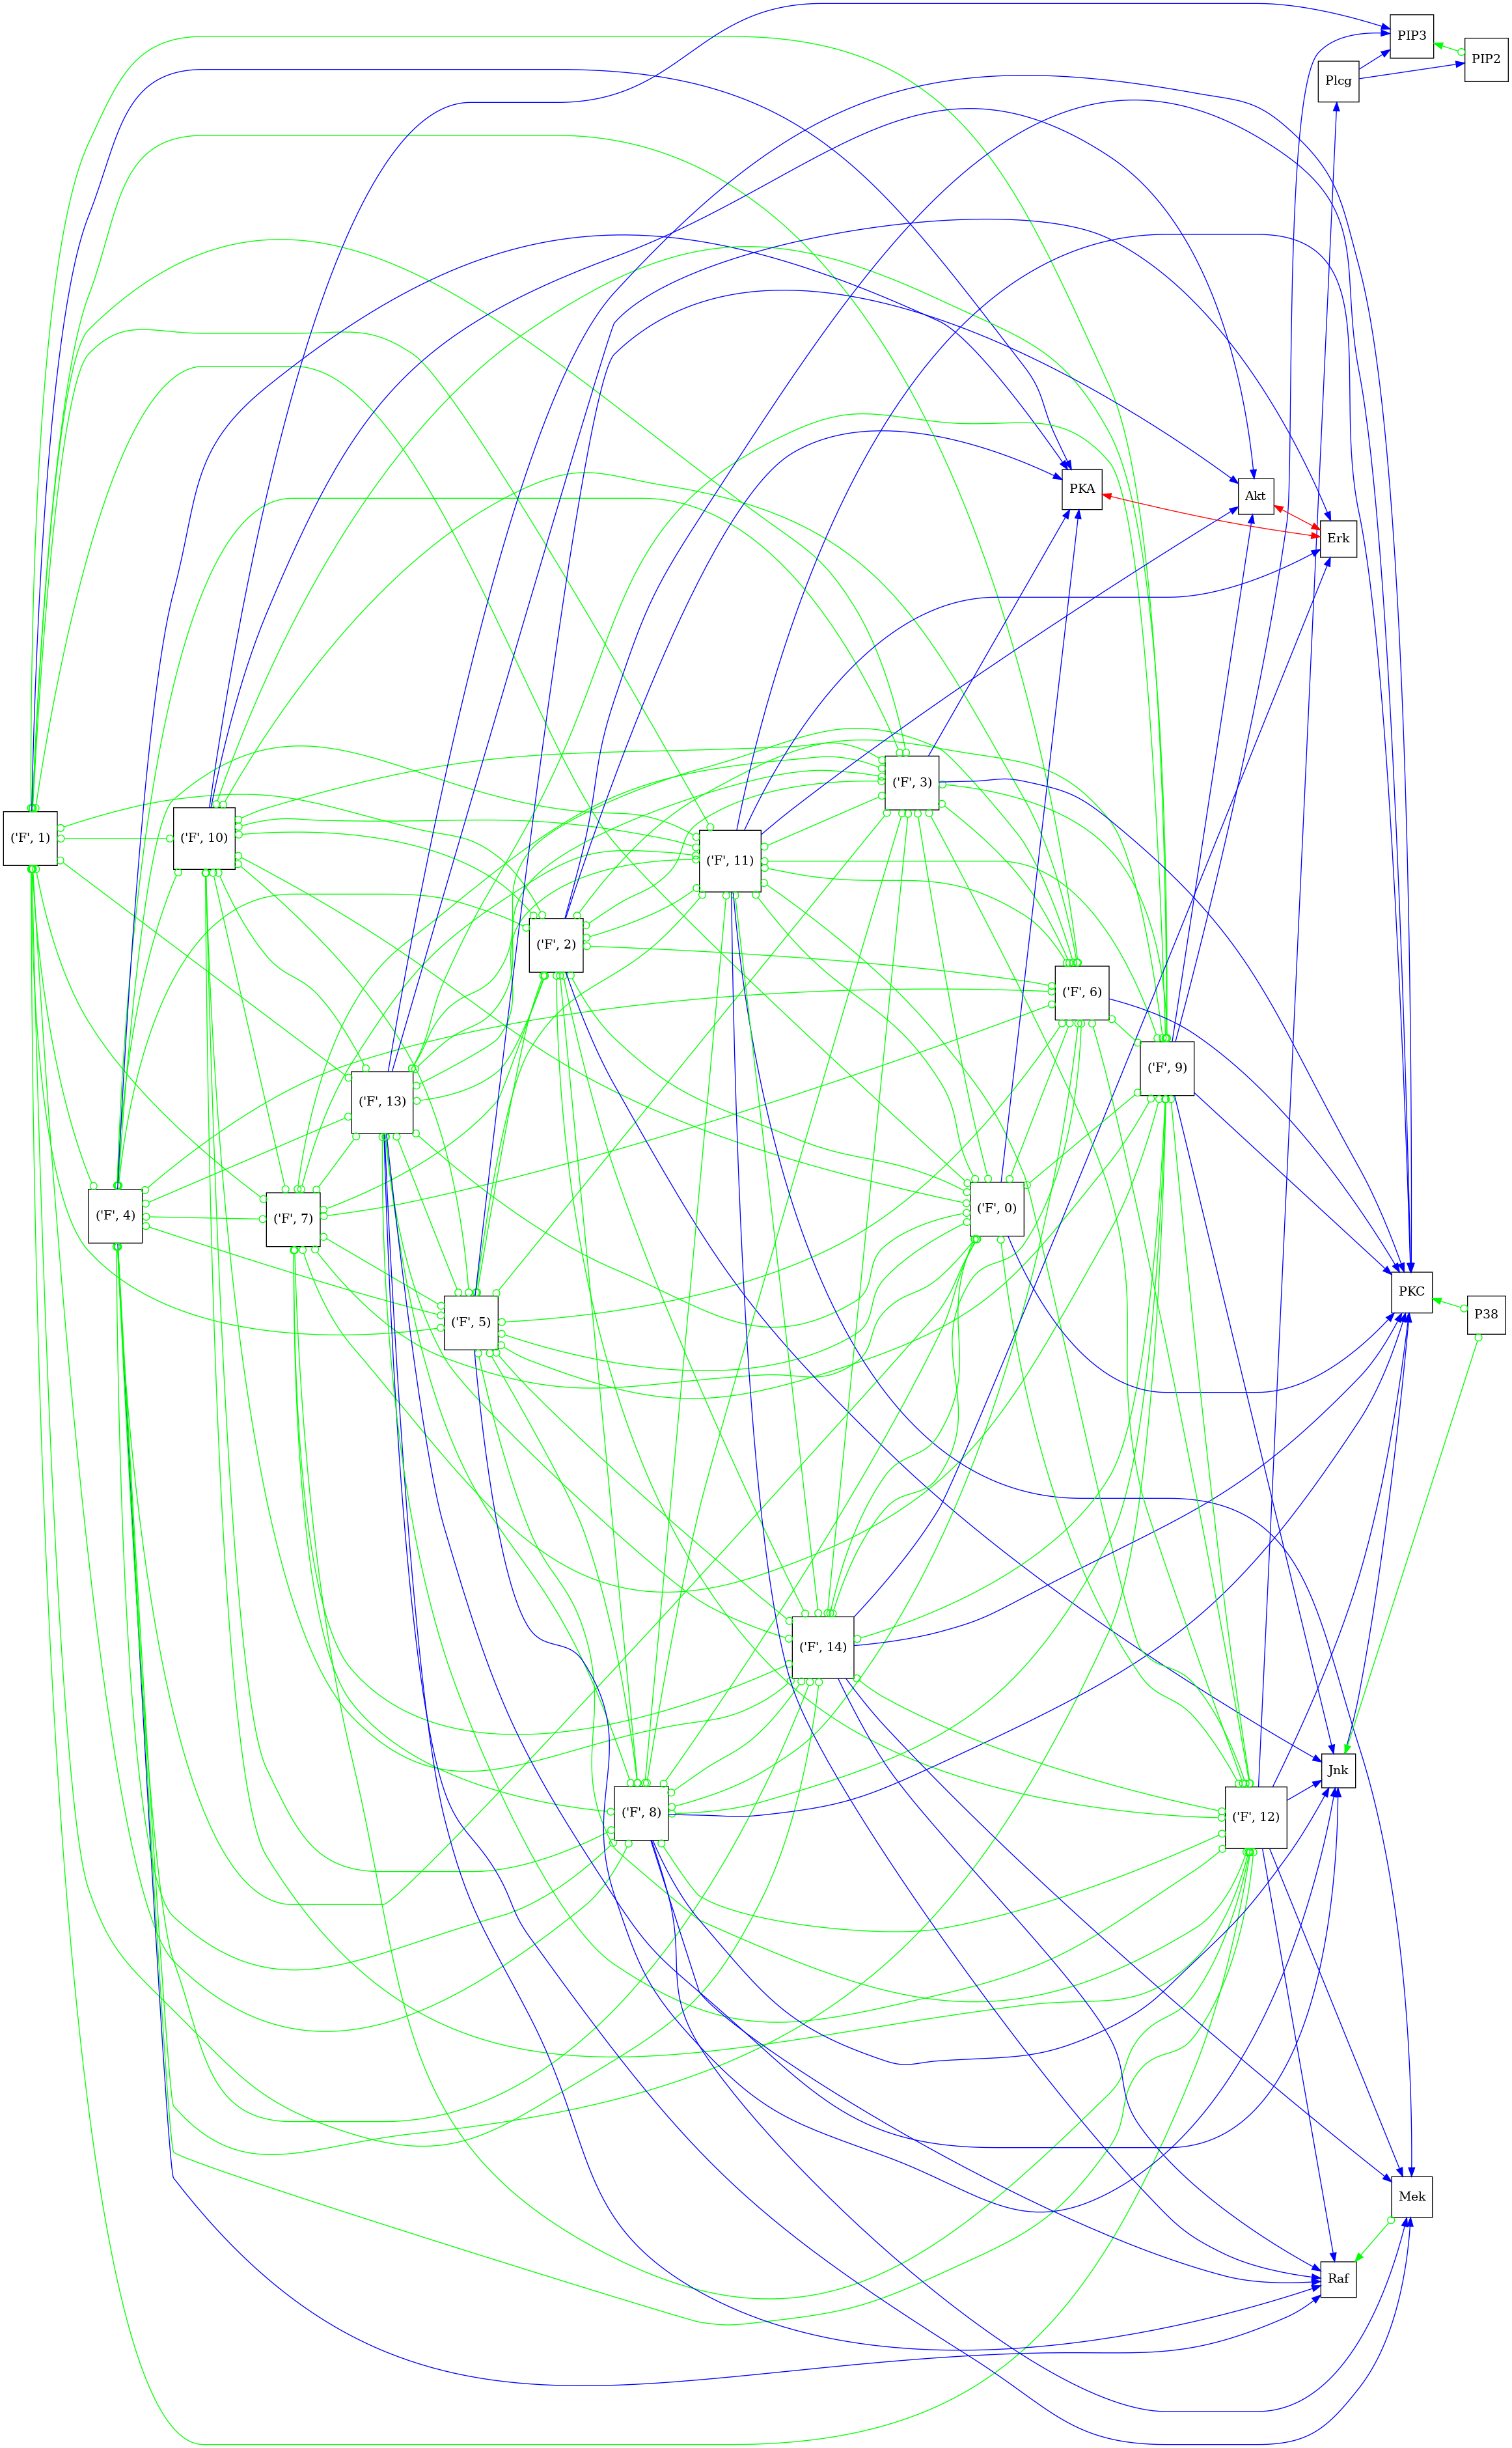 PIP3
PIP2
Plcg
PKA
Akt
Erk
('F', 3)
('F', 1)
('F', 10)
('F', 11)
('F', 2)
('F', 6)
('F', 9)
('F', 13)
('F', 4)
('F', 7)
('F', 0)
PKC
P38
('F', 5)
('F', 14)
Jnk
('F', 8)
('F', 12)
Mek
Raf